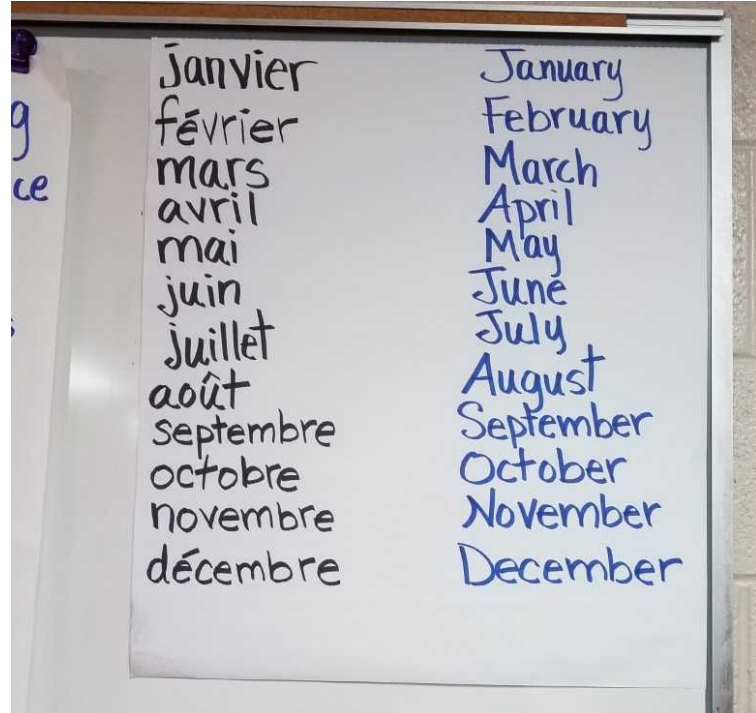 g
ce
janvier January
février February
mars March
avril April
mai May
juin June
juillet July
août August
septembre September
octobre October
novembre November
décembre December